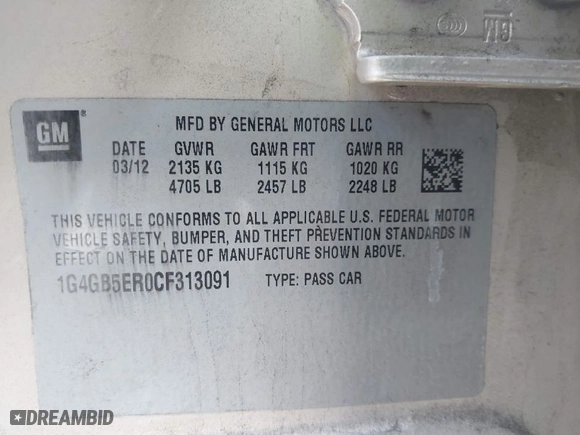 GM
GM ®
MFD BY GENERAL MOTORS LLC
DATE GVWR GAWR FRT GAWR RR
03/12 2135 KG 1115 KG 1020 KG
4705 LB 2457 LB 2248 LB
THIS VEHICLE CONFORMS TO ALL APPLICABLE U.S. FEDERAL MOTOR
VEHICLE SAFETY, BUMPER, AND THEFT PREVENTION STANDARDS IN
EFFECT ON THE DATE OF MANUFACTURE SHOWN ABOVE.
1G4GB5ER0CF313091 TYPE: PASS CAR
DREAMBID